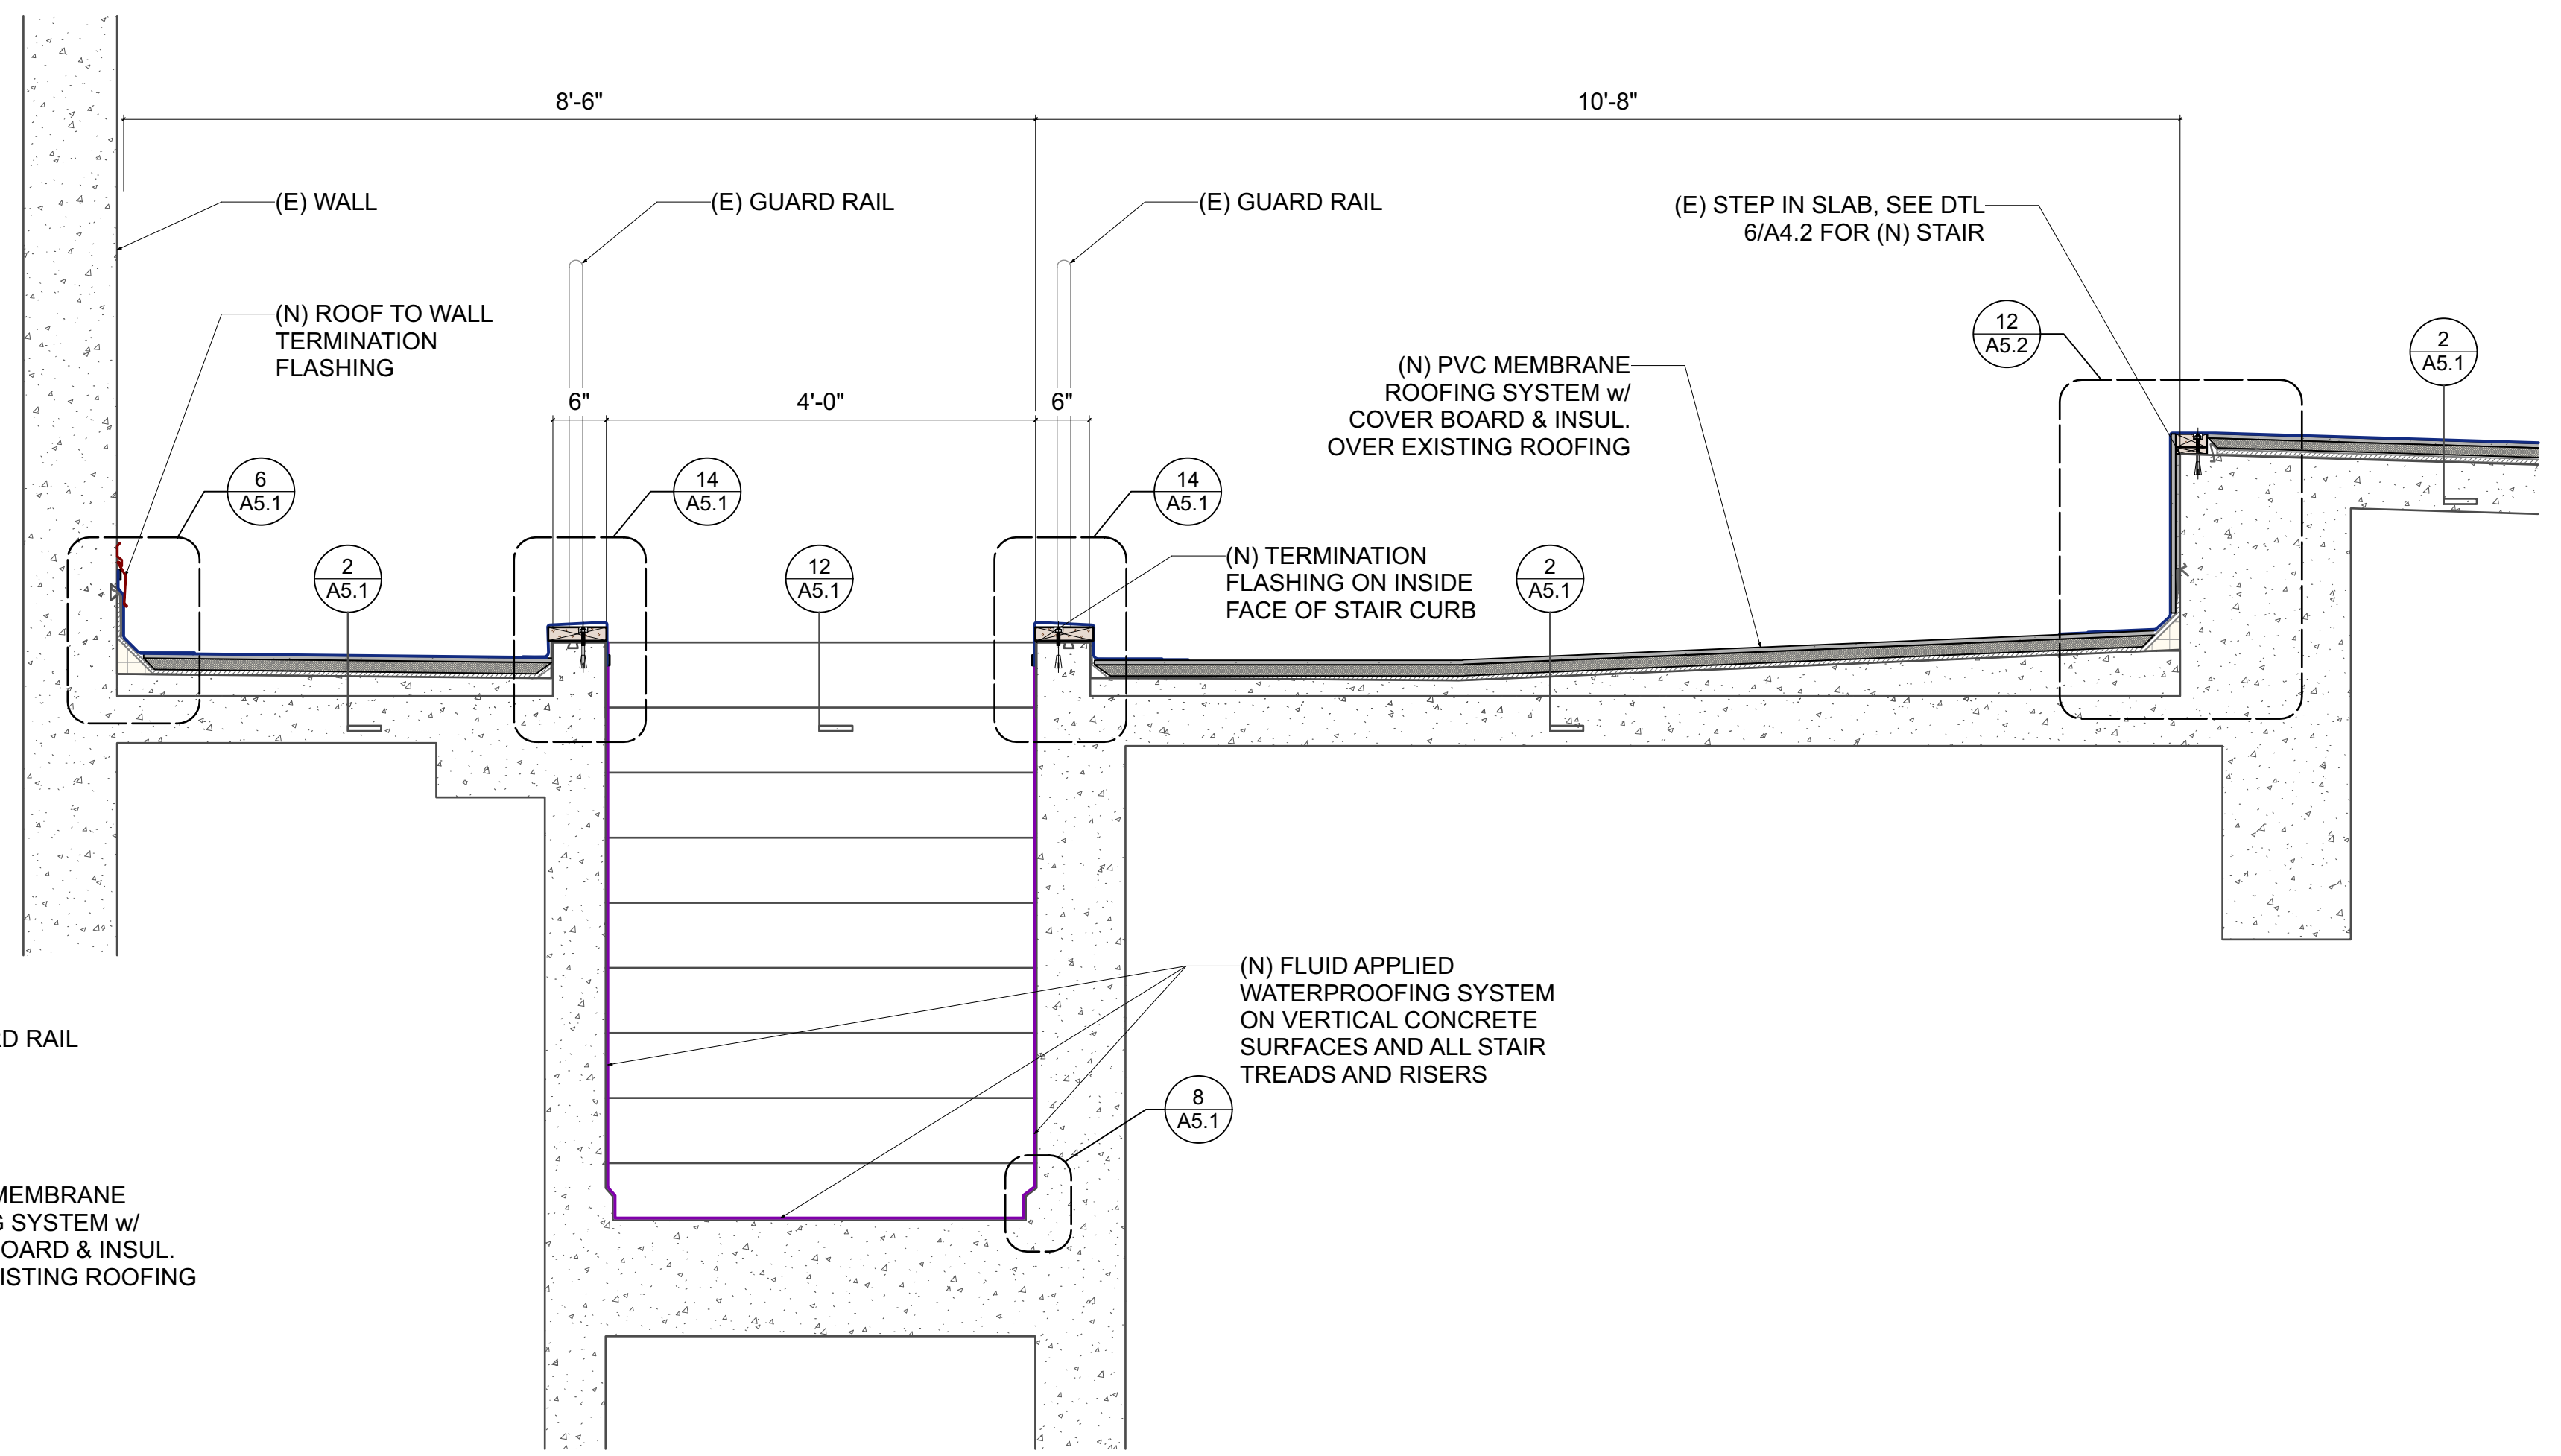 8'-6"
10'-8"
(E) WALL
(E) GUARD RAIL
(E) GUARD RAIL
(E) STEP IN SLAB, SEE DTL
6/A4.2 FOR (N) STAIR
(N) ROOF TO WALL
TERMINATION
FLASHING
12
A5.2
2
A5.1
(N) PVC MEMBRANE
ROOFING SYSTEM w/
COVER BOARD & INSUL.
OVER EXISTING ROOFING
6"
4'-0"
6"
6
A5.1
14
A5.1
14
A5.1
2
A5.1
12
A5.1
(N) TERMINATION
FLASHING ON INSIDE
FACE OF STAIR CURB
2
A5.1
(N) FLUID APPLIED
WATERPROOFING SYSTEM
ON VERTICAL CONCRETE
SURFACES AND ALL STAIR
TREADS AND RISERS
8
A5.1
D RAIL
MEMBRANE
SYSTEM w/
OARD & INSUL.
ISTING ROOFING